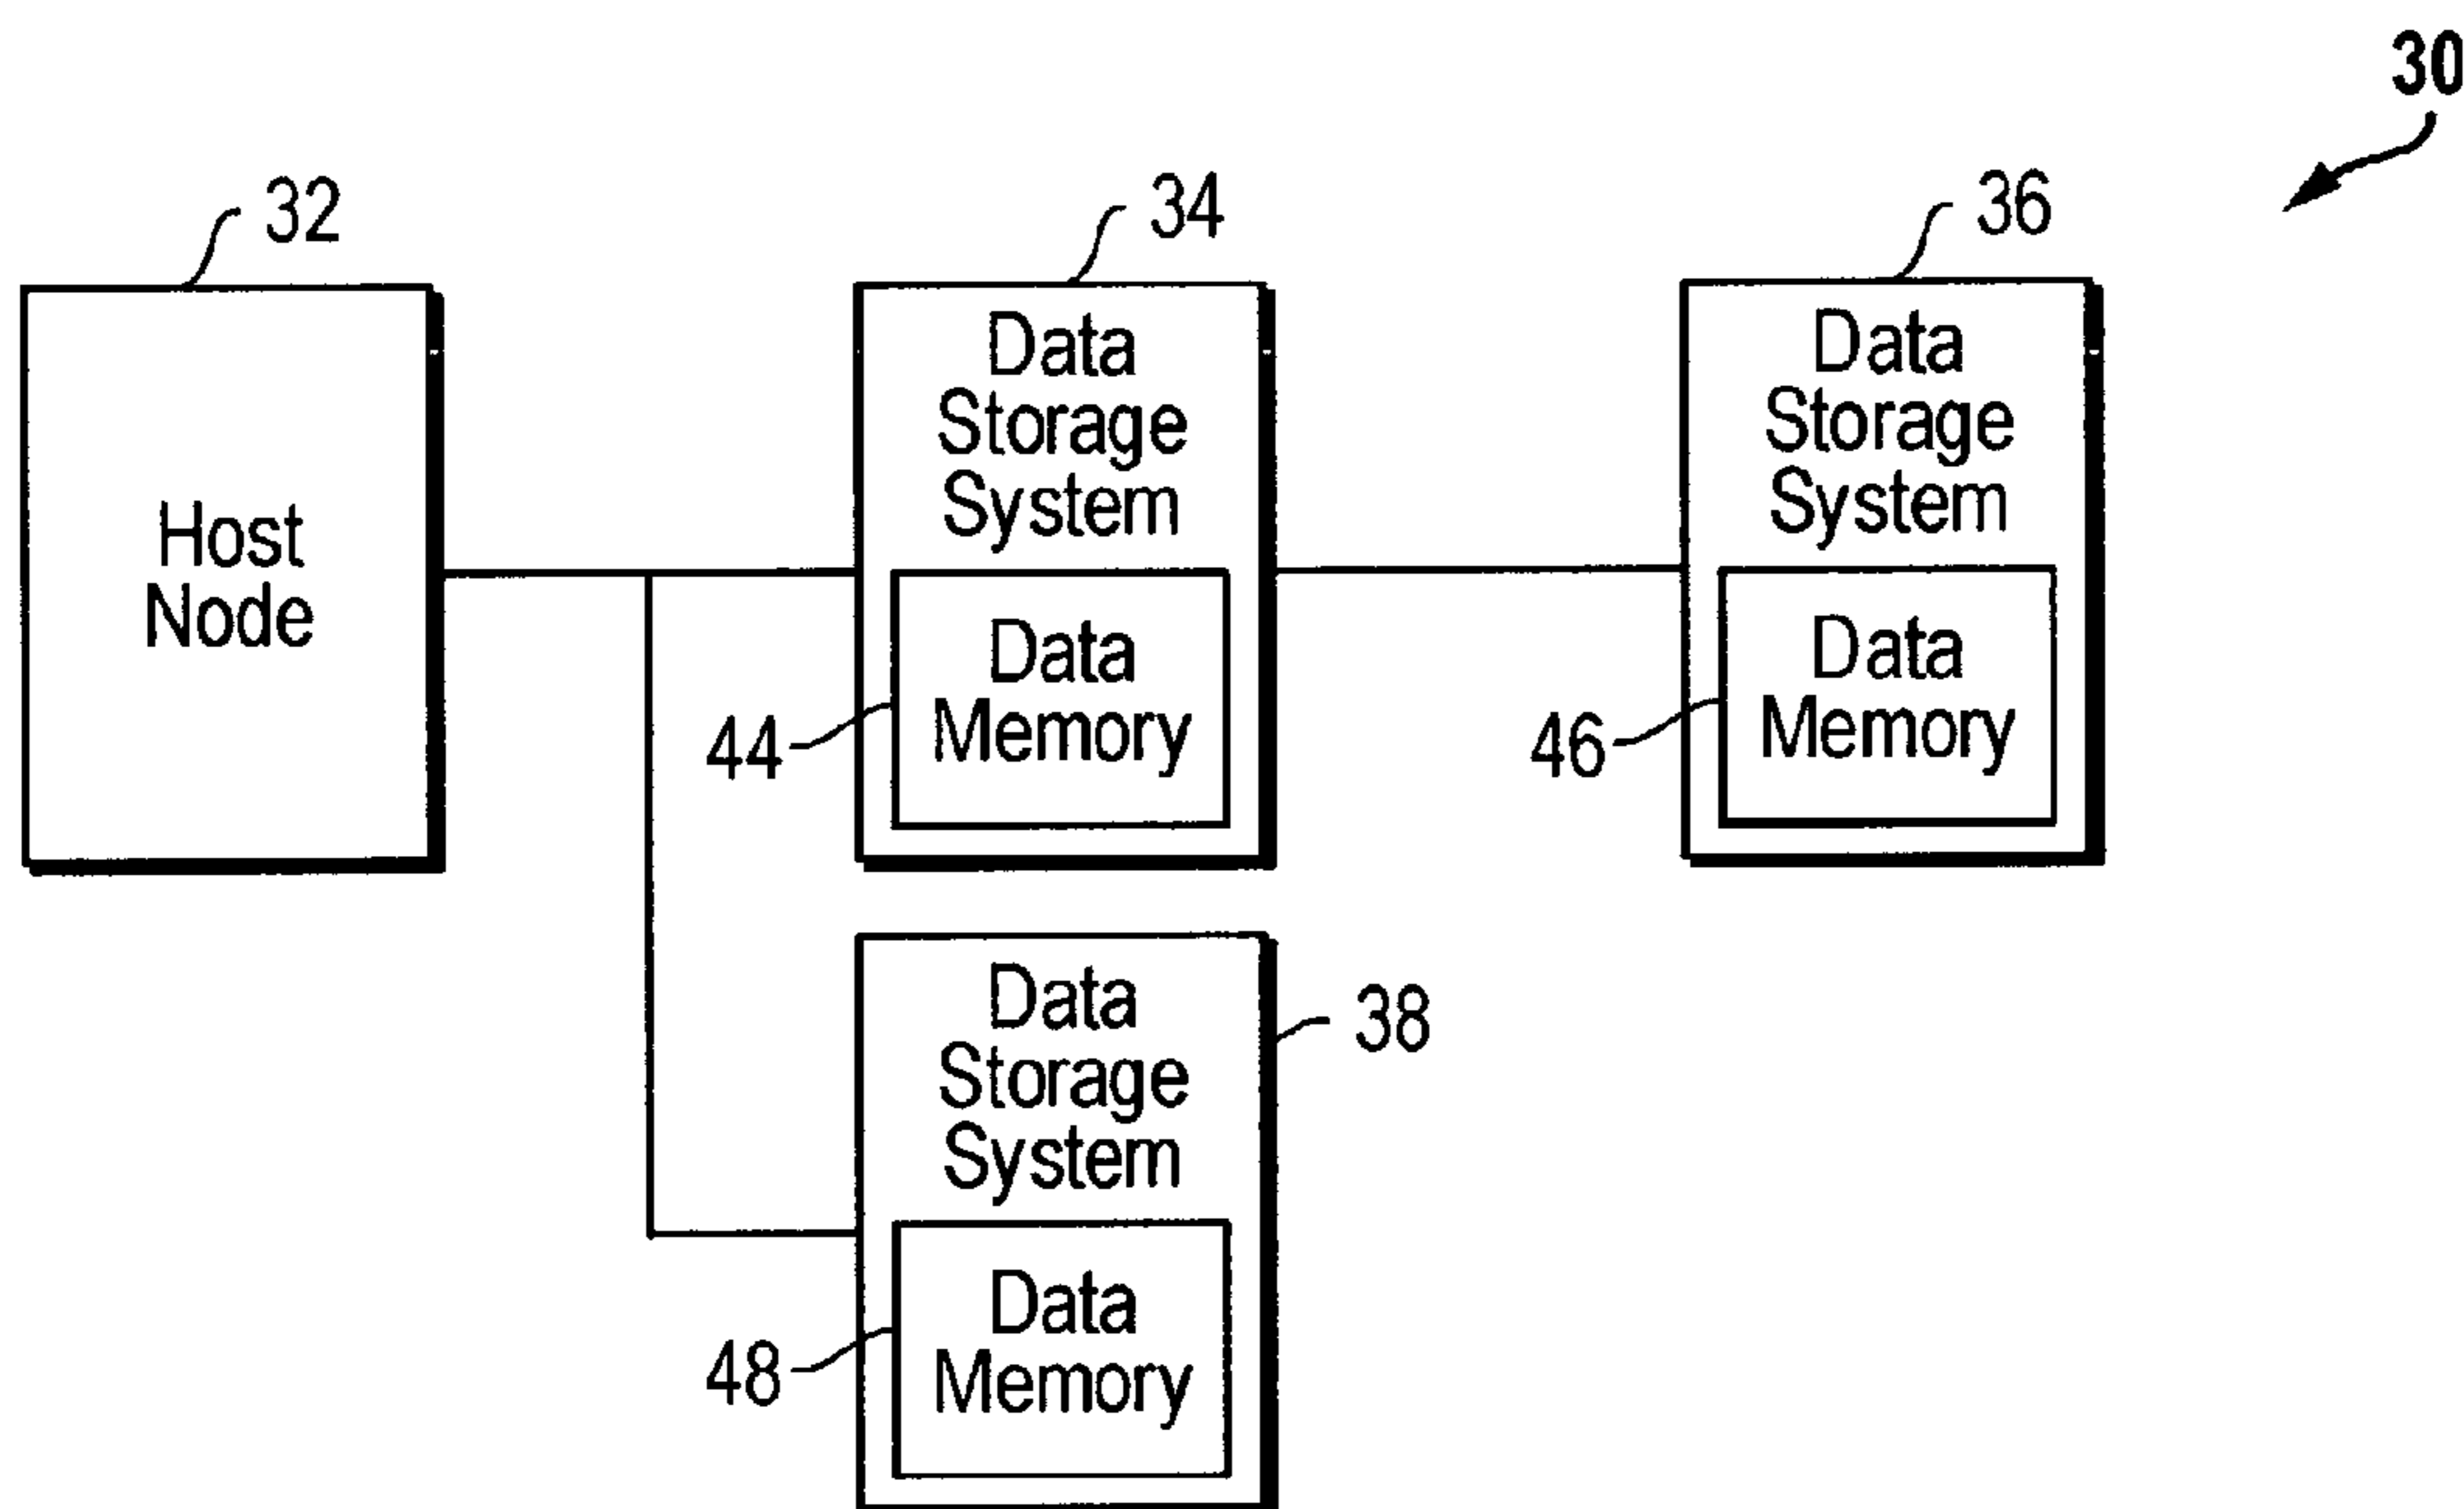 30
32
34
36
Host
Node
Data
Storage
System
Data
Memory
44
Data
Storage
System
Data
Memory
46
Data
Storage
System
38
Data
Memory
48